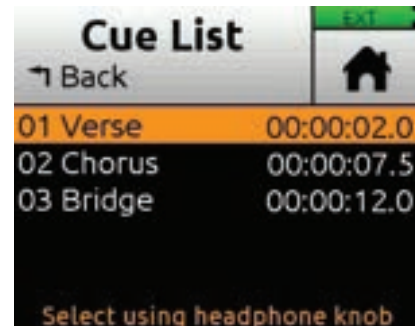 Cue List
EXT
Back
01 Verse 00:00:02.0
02 Chorus 00:00:07.5
03 Bridge 00:00:12.0
Select using headphone knob